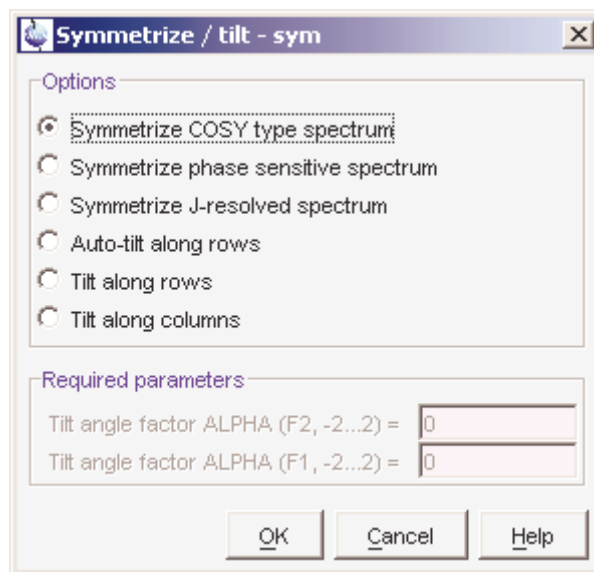 Symmetrize / tilt - sym
Options
Symmetrize COSY type spectrum
Symmetrize phase sensitive spectrum
Symmetrize J-resolved spectrum
Auto-tilt along rows
Tilt along rows
Tilt along columns
Required parameters
Tilt angle factor ALPHA (F2, -2...2) = 0
Tilt angle factor ALPHA (F1, -2...2) = 0
OK Cancel Help